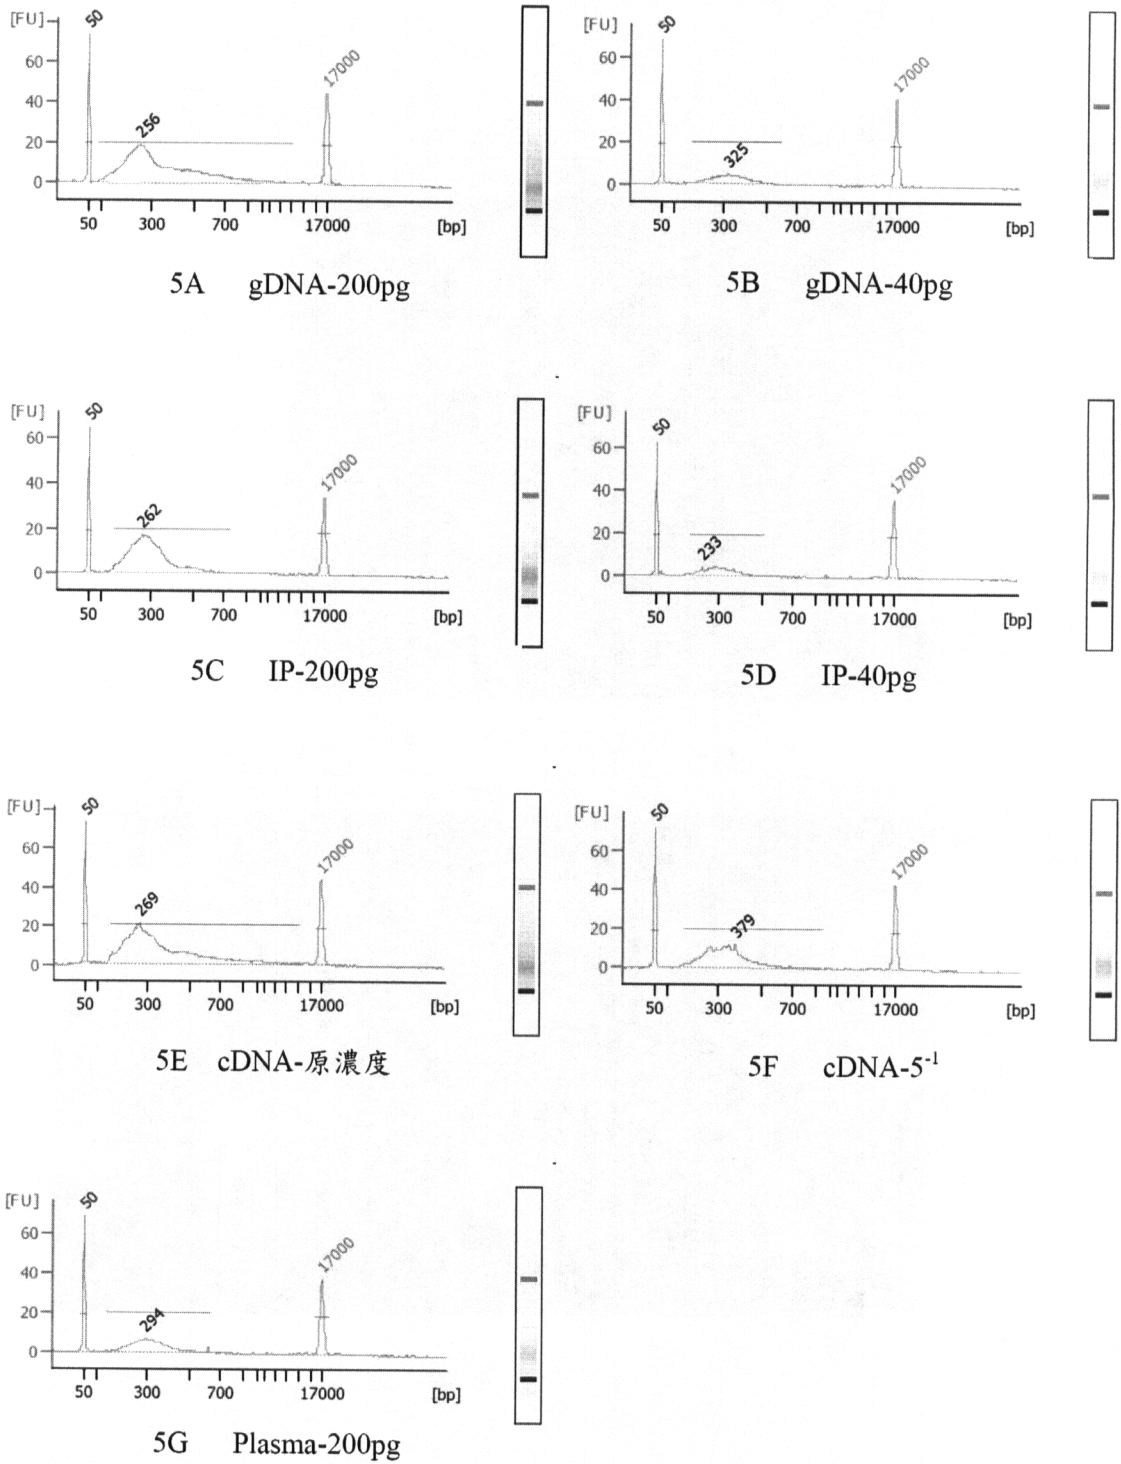 [FU]
50
17000
256
60
40
20
0
50 300 700 17000 [bp]
5A gDNA-200pg
[FU]
50
17000
325
60
40
20
0
50 300 700 17000 [bp]
5B gDNA-40pg
[FU]
50
17000
262
60
40
20
0
50 300 700 17000 [bp]
5C IP-200pg
[FU]
50
17000
233
60
40
20
0
50 300 700 17000 [bp]
5D IP-40pg
[FU]
50
17000
269
60
40
20
0
50 300 700 17000 [bp]
5E cDNA-原濃度
[FU]
50
17000
379
60
40
20
0
50 300 700 17000 [bp]
5F cDNA-5⁻¹
[FU]
50
17000
294
60
40
20
0
50 300 700 17000 [bp]
5G Plasma-200pg